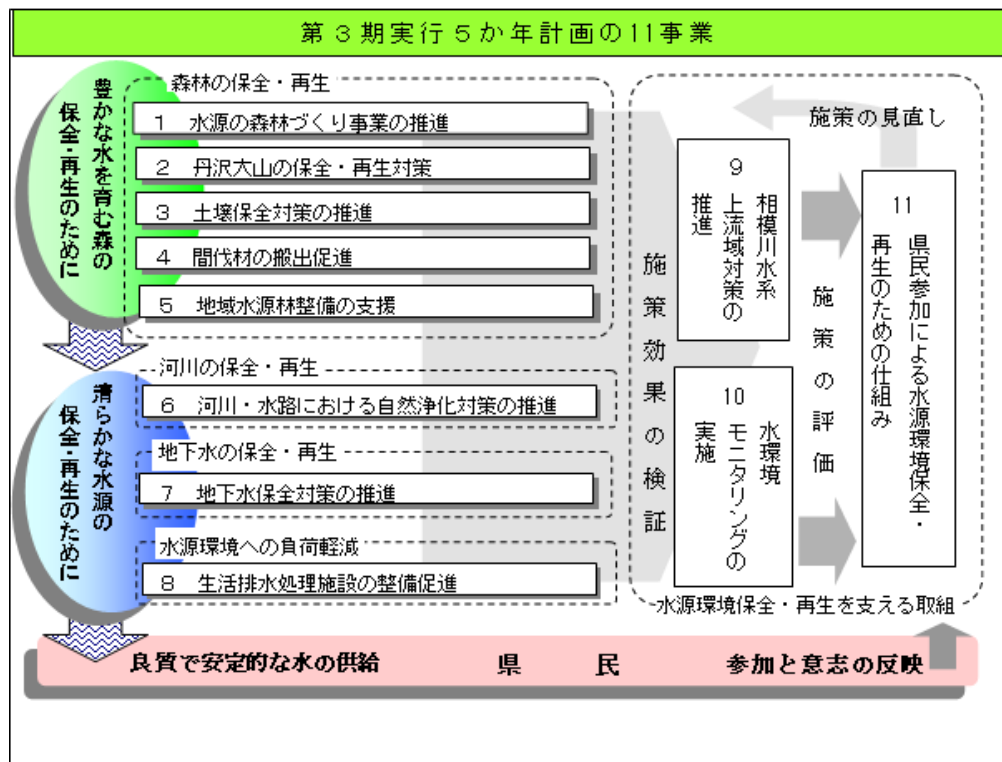 第３期実行５か年計画の11事業
豊かな水を育む森の
保全・再生のために
森林の保全・再生
1　水源の森林づくり事業の推進
2　丹沢大山の保全・再生対策
3　土壌保全対策の推進
4　間伐材の搬出促進
5　地域水源林整備の支援
清らかな水源の
保全・再生のために
河川の保全・再生
6　河川・水路における自然浄化対策の推進
地下水の保全・再生
7　地下水保全対策の推進
水源環境への負荷軽減
8　生活排水処理施設の整備促進
施策効果の検証
9
相模川水系
上流域対策の
推進
10
水環境
モニタリングの
実施
施策の評価
施策の見直し
11
県民参加による水源環境保全・
再生のための仕組み
水源環境保全・再生を支える取組
良質で安定的な水の供給　県　民　参加と意志の反映